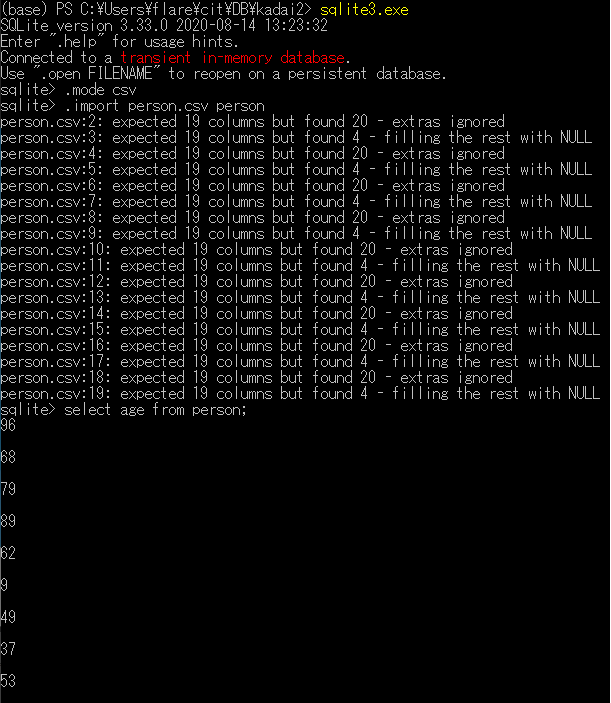 (base) PS C:¥Users¥flare¥cit¥DB¥kadai2> sqlite3.exe
SQLite version 3.33.0 2020-08-14 13:23:32
Enter ".help" for usage hints.
Connected to a transient in-memory database.
Use ".open FILENAME" to reopen on a persistent database.
sqlite> .mode csv
sqlite> .import person.csv person
person.csv:2: expected 19 columns but found 20 - extras ignored
person.csv:3: expected 19 columns but found 4 - filling the rest with NULL
person.csv:4: expected 19 columns but found 20 - extras ignored
person.csv:5: expected 19 columns but found 4 - filling the rest with NULL
person.csv:6: expected 19 columns but found 20 - extras ignored
person.csv:7: expected 19 columns but found 4 - filling the rest with NULL
person.csv:8: expected 19 columns but found 20 - extras ignored
person.csv:9: expected 19 columns but found 4 - filling the rest with NULL
person.csv:10: expected 19 columns but found 20 - extras ignored
person.csv:11: expected 19 columns but found 4 - filling the rest with NULL
person.csv:12: expected 19 columns but found 20 - extras ignored
person.csv:13: expected 19 columns but found 4 - filling the rest with NULL
person.csv:14: expected 19 columns but found 20 - extras ignored
person.csv:15: expected 19 columns but found 4 - filling the rest with NULL
person.csv:16: expected 19 columns but found 20 - extras ignored
person.csv:17: expected 19 columns but found 4 - filling the rest with NULL
person.csv:18: expected 19 columns but found 20 - extras ignored
person.csv:19: expected 19 columns but found 4 - filling the rest with NULL
sqlite> select age from person;
96
68
79
89
62
9
49
37
53